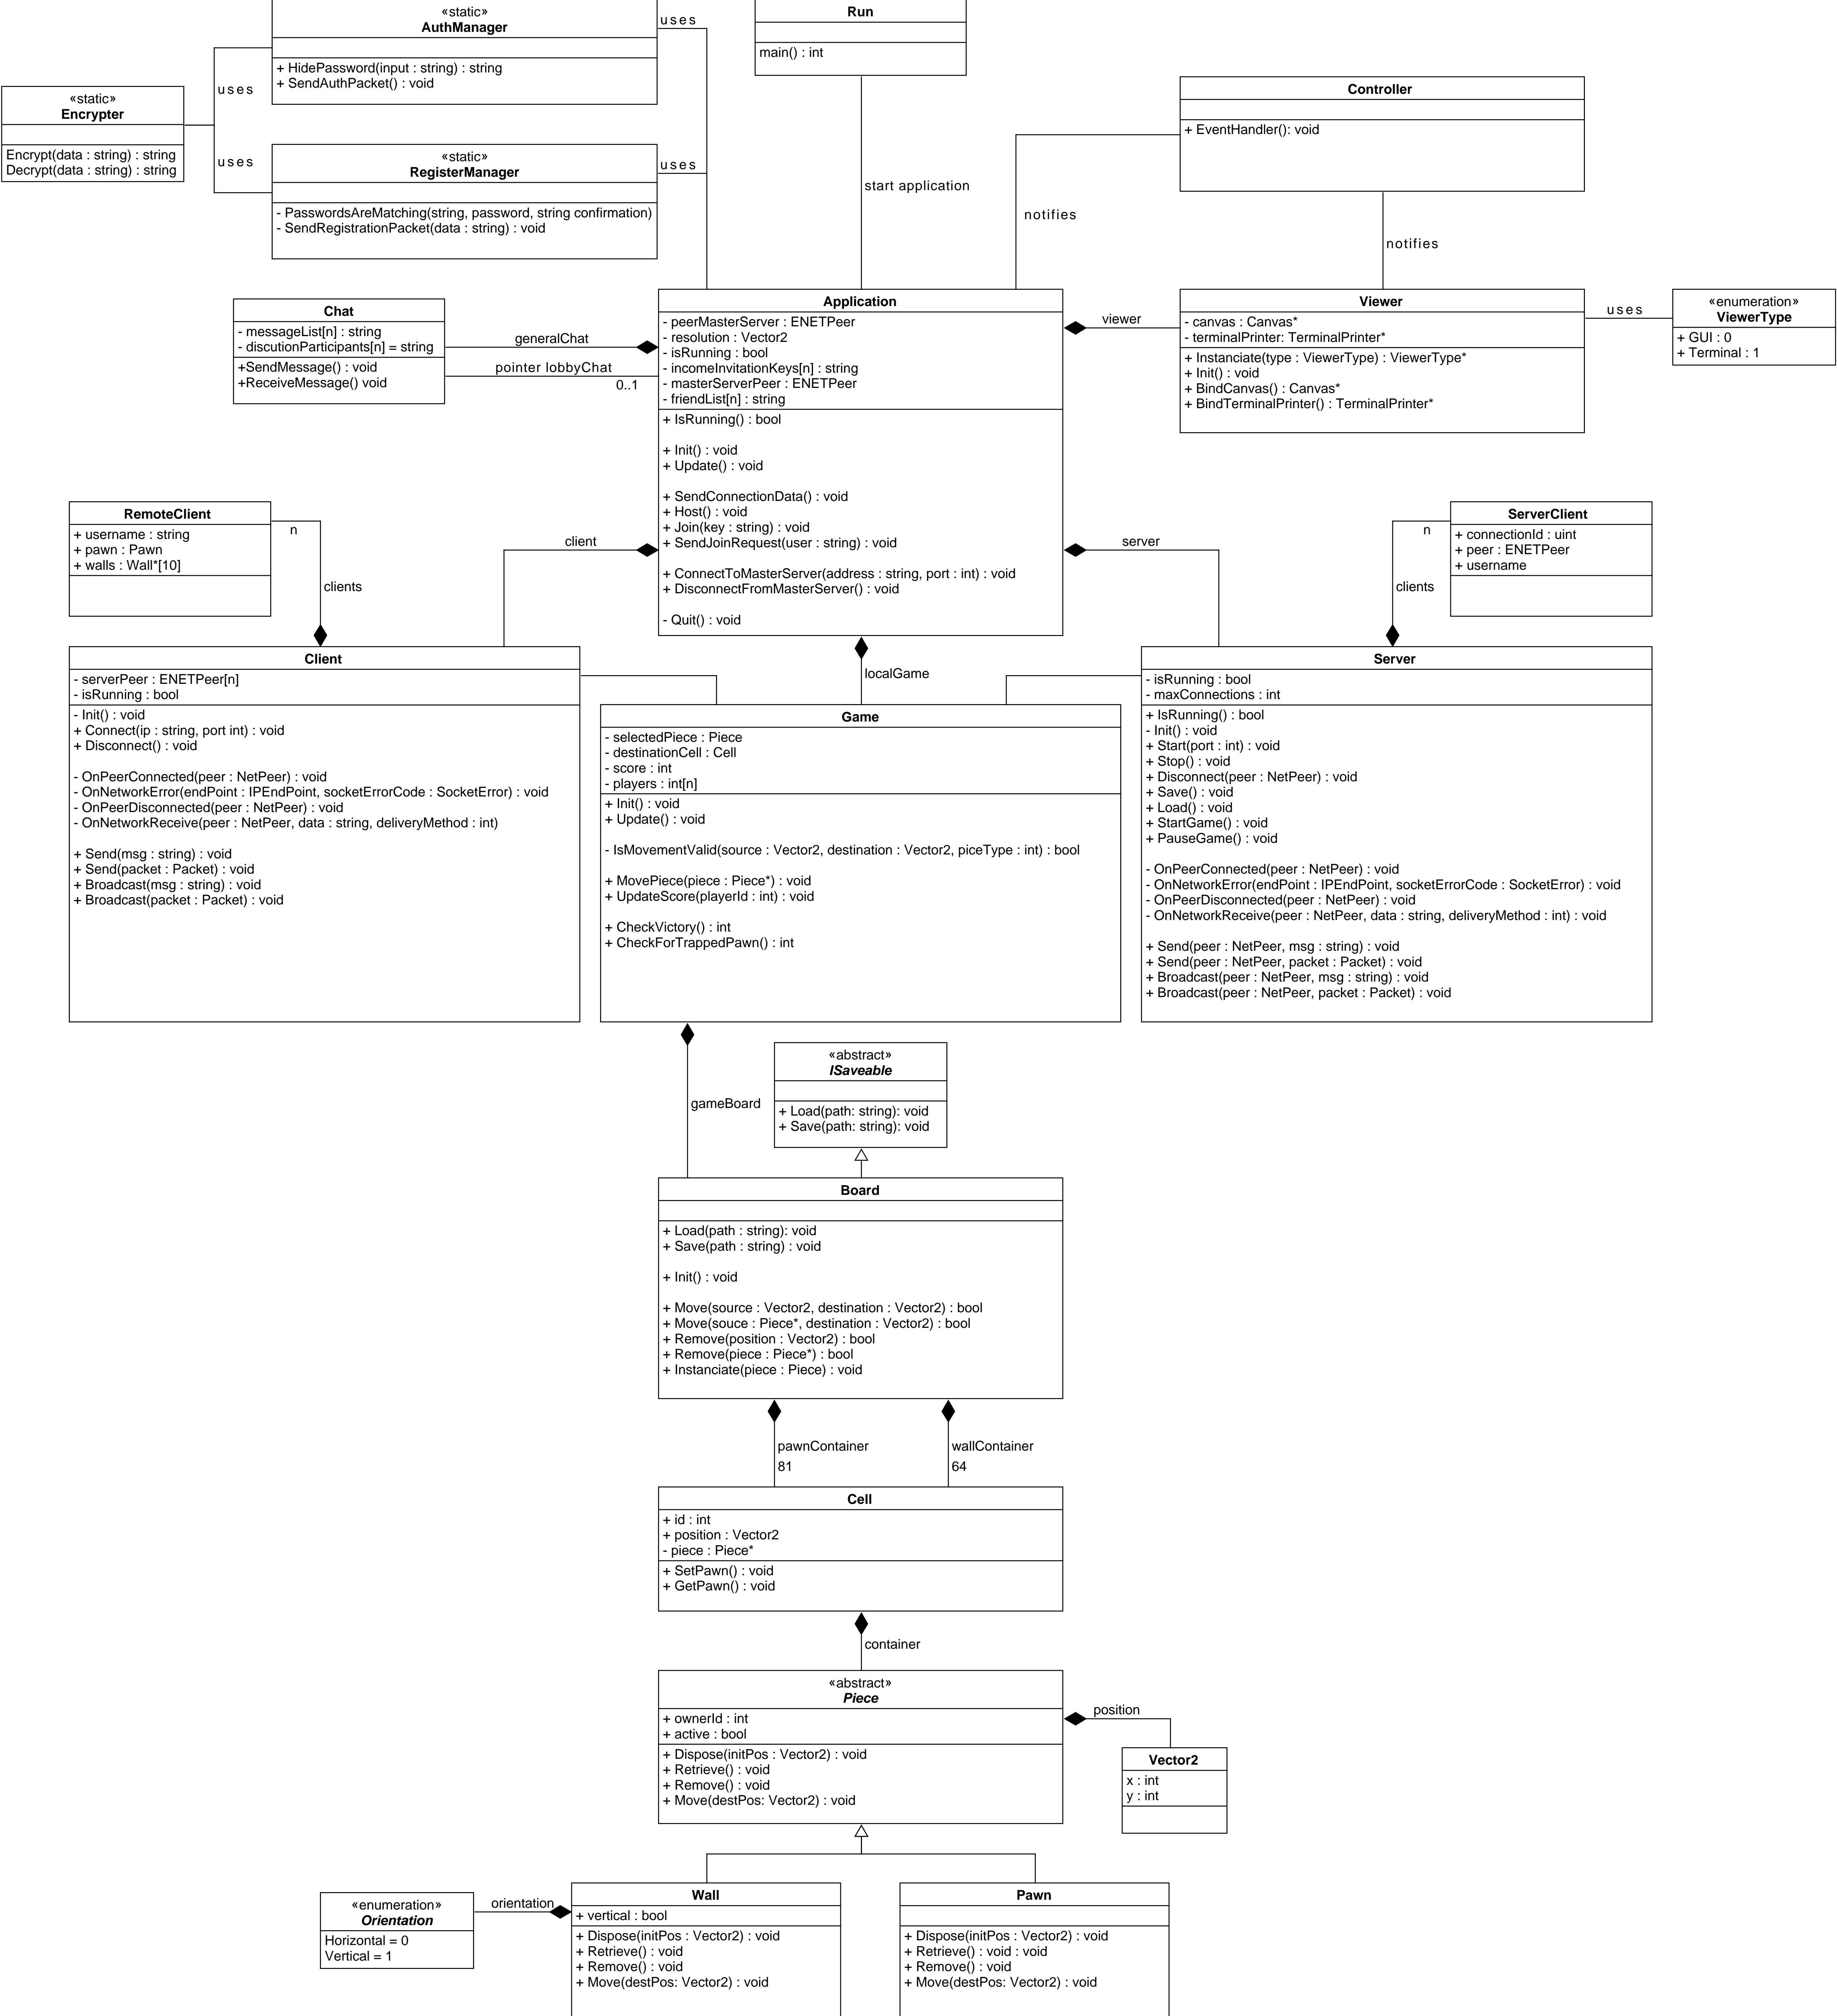 «static»
AuthManager
+ HidePassword(input : string) : string
+ SendAuthPacket() : void
uses
Run
main() : int
«static»
Encrypter
Encrypt(data : string) : string
Decrypt(data : string) : string
uses
uses
«static»
RegisterManager
- PasswordsAreMatching(string, password, string confirmation)
- SendRegistrationPacket(data : string) : void
uses
start application
Controller
+ EventHandler(): void
notifies
notifies
Chat
- messageList[n] : string
- discutionParticipants[n] = string
+SendMessage() : void
+ReceiveMessage() void
generalChat
pointer lobbyChat
0..1
Application
- peerMasterServer : ENETPeer
- resolution : Vector2
- isRunning : bool
- incomeInvitationKeys[n] : string
- masterServerPeer : ENETPeer
- friendList[n] : string
+ IsRunning() : bool
+ Init() : void
+ Update() : void
+ SendConnectionData() : void
+ Host() : void
+ Join(key : string) : void
+ SendJoinRequest(user : string) : void
+ ConnectToMasterServer(address : string, port : int) : void
+ DisconnectFromMasterServer() : void
- Quit() : void
viewer
Viewer
- canvas : Canvas*
- terminalPrinter: TerminalPrinter*
+ Instanciate(type : ViewerType) : ViewerType*
+ Init() : void
+ BindCanvas() : Canvas*
+ BindTerminalPrinter() : TerminalPrinter*
uses
«enumeration»
ViewerType
+ GUI : 0
+ Terminal : 1
RemoteClient
+ username : string
+ pawn : Pawn
+ walls : Wall*[10]
n
clients
client
server
ServerClient
+ connectionId : uint
+ peer : ENETPeer
+ username
n
clients
Client
- serverPeer : ENETPeer[n]
- isRunning : bool
- Init() : void
+ Connect(ip : string, port int) : void
+ Disconnect() : void
- OnPeerConnected(peer : NetPeer) : void
- OnNetworkError(endPoint : IPEndPoint, socketErrorCode : SocketError) : void
- OnPeerDisconnected(peer : NetPeer) : void
- OnNetworkReceive(peer : NetPeer, data : string, deliveryMethod : int)
+ Send(msg : string) : void
+ Send(packet : Packet) : void
+ Broadcast(msg : string) : void
+ Broadcast(packet : Packet) : void
localGame
Game
- selectedPiece : Piece
- destinationCell : Cell
- score : int
- players : int[n]
+ Init() : void
+ Update() : void
- IsMovementValid(source : Vector2, destination : Vector2, piceType : int) : bool
+ MovePiece(piece : Piece*) : void
+ UpdateScore(playerId : int) : void
+ CheckVictory() : int
+ CheckForTrappedPawn() : int
Server
- isRunning : bool
- maxConnections : int
+ IsRunning() : bool
- Init() : void
+ Start(port : int) : void
+ Stop() : void
+ Disconnect(peer : NetPeer) : void
+ Save() : void
+ Load() : void
+ StartGame() : void
+ PauseGame() : void
- OnPeerConnected(peer : NetPeer) : void
- OnNetworkError(endPoint : IPEndPoint, socketErrorCode : SocketError) : void
- OnPeerDisconnected(peer : NetPeer) : void
- OnNetworkReceive(peer : NetPeer, data : string, deliveryMethod : int) : void
+ Send(peer : NetPeer, msg : string) : void
+ Send(peer : NetPeer, packet : Packet) : void
+ Broadcast(peer : NetPeer, msg : string) : void
+ Broadcast(peer : NetPeer, packet : Packet) : void
gameBoard
«abstract»
ISaveable
+ Load(path: string): void
+ Save(path: string): void
Board
+ Load(path : string): void
+ Save(path : string) : void
+ Init() : void
+ Move(source : Vector2, destination : Vector2) : bool
+ Move(souce : Piece*, destination : Vector2) : bool
+ Remove(position : Vector2) : bool
+ Remove(piece : Piece*) : bool
+ Instanciate(piece : Piece) : void
pawnContainer
81
wallContainer
64
Cell
+ id : int
+ position : Vector2
- piece : Piece*
+ SetPawn() : void
+ GetPawn() : void
container
«abstract»
Piece
+ ownerId : int
+ active : bool
+ Dispose(initPos : Vector2) : void
+ Retrieve() : void
+ Remove() : void
+ Move(destPos: Vector2) : void
position
Vector2
x : int
y : int
«enumeration»
Orientation
Horizontal = 0
Vertical = 1
orientation
Wall
+ vertical : bool
+ Dispose(initPos : Vector2) : void
+ Retrieve() : void
+ Remove() : void
+ Move(destPos: Vector2) : void
Pawn
+ Dispose(initPos : Vector2) : void
+ Retrieve() : void : void
+ Remove() : void
+ Move(destPos: Vector2) : void